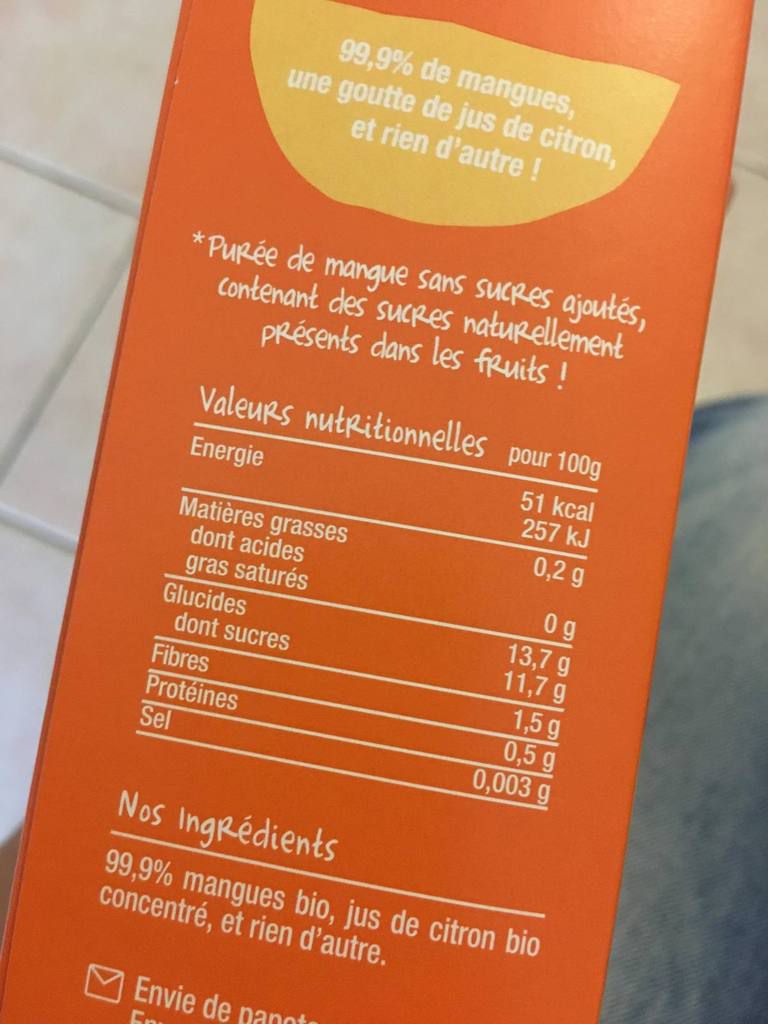 99,9% de mangues,
une goutte de jus de citron,
et rien d'autre !
*Purée de mangue sans sucres ajoutés,
contenant des sucres naturellement
présents dans les fruits !
Valeurs nutritionnelles pour 100g
Energie 51 kcal
257 kJ
Matières grasses 0,2 g
dont acides
gras saturés 0 g
Glucides 13,7 g
dont sucres 11,7 g
Fibres 1,5 g
Protéines 0,5 g
Sel 0,003 g
Nos Ingrédients
99,9% mangues bio, jus de citron bio
concentré, et rien d'autre.
Envie de